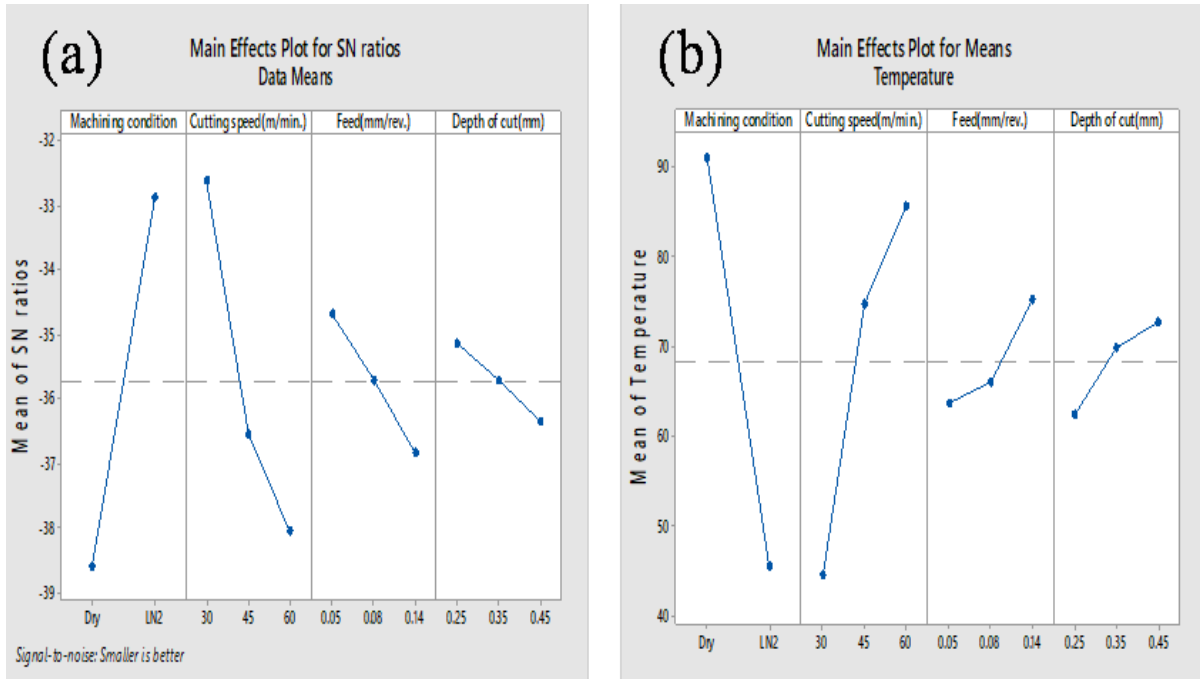 (a)
Main Effects Plot for SN ratios
Data Means
Machining condition Cutting speed(m/min.) Feed(mm/rev.) Depth of cut(mm)
Mean of SN ratios
-32
-33
-34
-35
-36
-37
-38
-39
Dry LN2 30 45 60 0.05 0.08 0.14 0.25 0.35 0.45
Signal-to-noise: Smaller is better
(b)
Main Effects Plot for Means
Temperature
Machining condition Cutting speed(m/min.) Feed(mm/rev.) Depth of cut(mm)
Mean of Temperature
90
80
70
60
50
40
Dry LN2 30 45 60 0.05 0.08 0.14 0.25 0.35 0.45